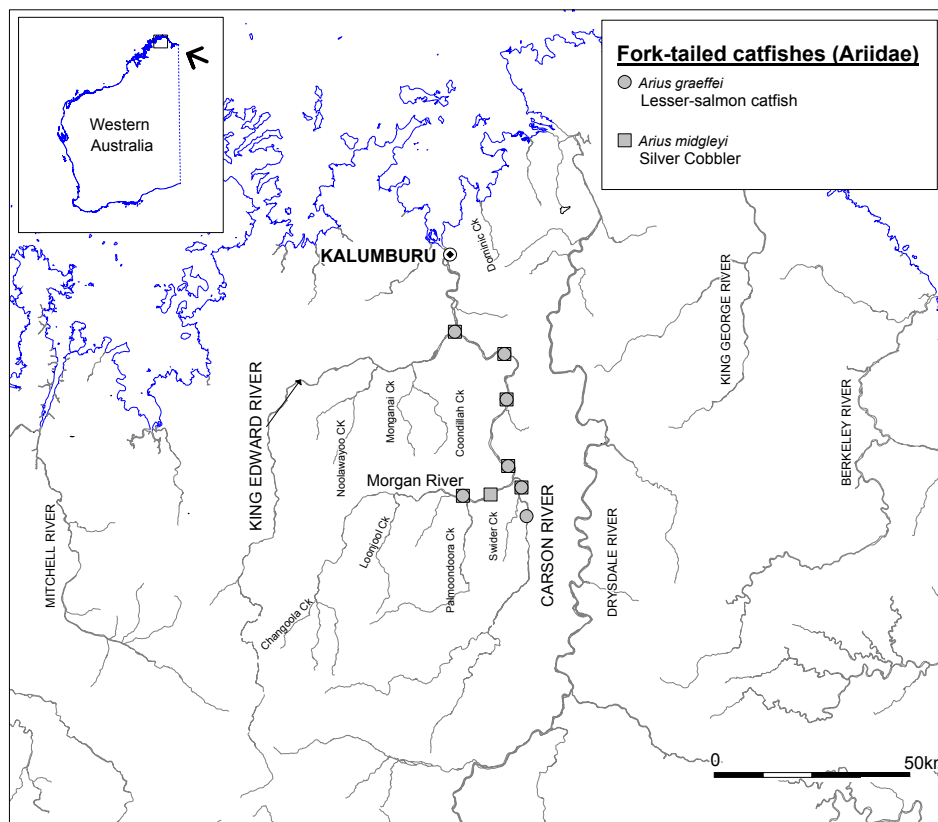 Western
Australia
Fork-tailed catfishes (Ariidae)
Arius graeffei
Lesser-salmon catfish
Arius midgleyi
Silver Cobbler
KALUMBURU
Dominic Ck
KING GEORGE RIVER
BERKELEY RIVER
KING EDWARD RIVER
Noolawayoo CK
Monganai Ck
Coondillah Ck
Morgan River
MITCHELL RIVER
Changoola Ck
Loonjool Ck
Palmoondoora Ck
Swider Ck
CARSON RIVER
DRYSDALE RIVER
0
50km